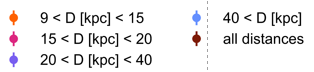 9 < D [kpc] < 15
15 < D [kpc] < 20
20 < D [kpc] < 40
40 < D [kpc]
all distances